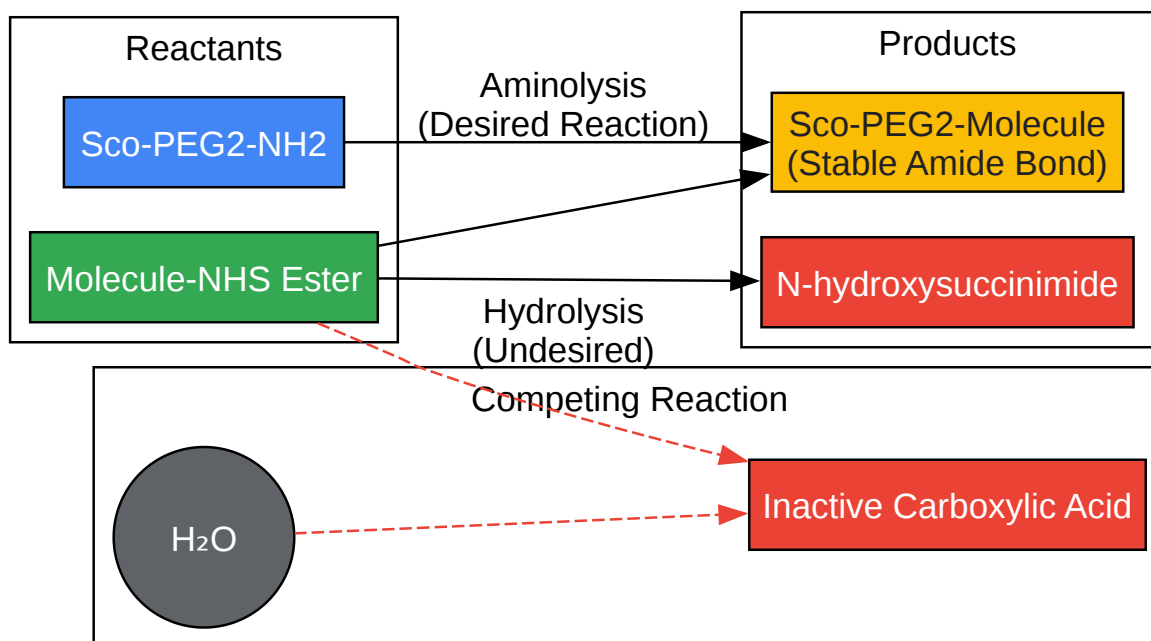 Reactants
Products
Sco-PEG2-NH2
Aminolysis
(Desired Reaction)
Sco-PEG2-Molecule
(Stable Amide Bond)
Molecule-NHS Ester
N-hydroxysuccinimide
Hydrolysis
(Undesired)
Competing Reaction
H₂O
Inactive Carboxylic Acid